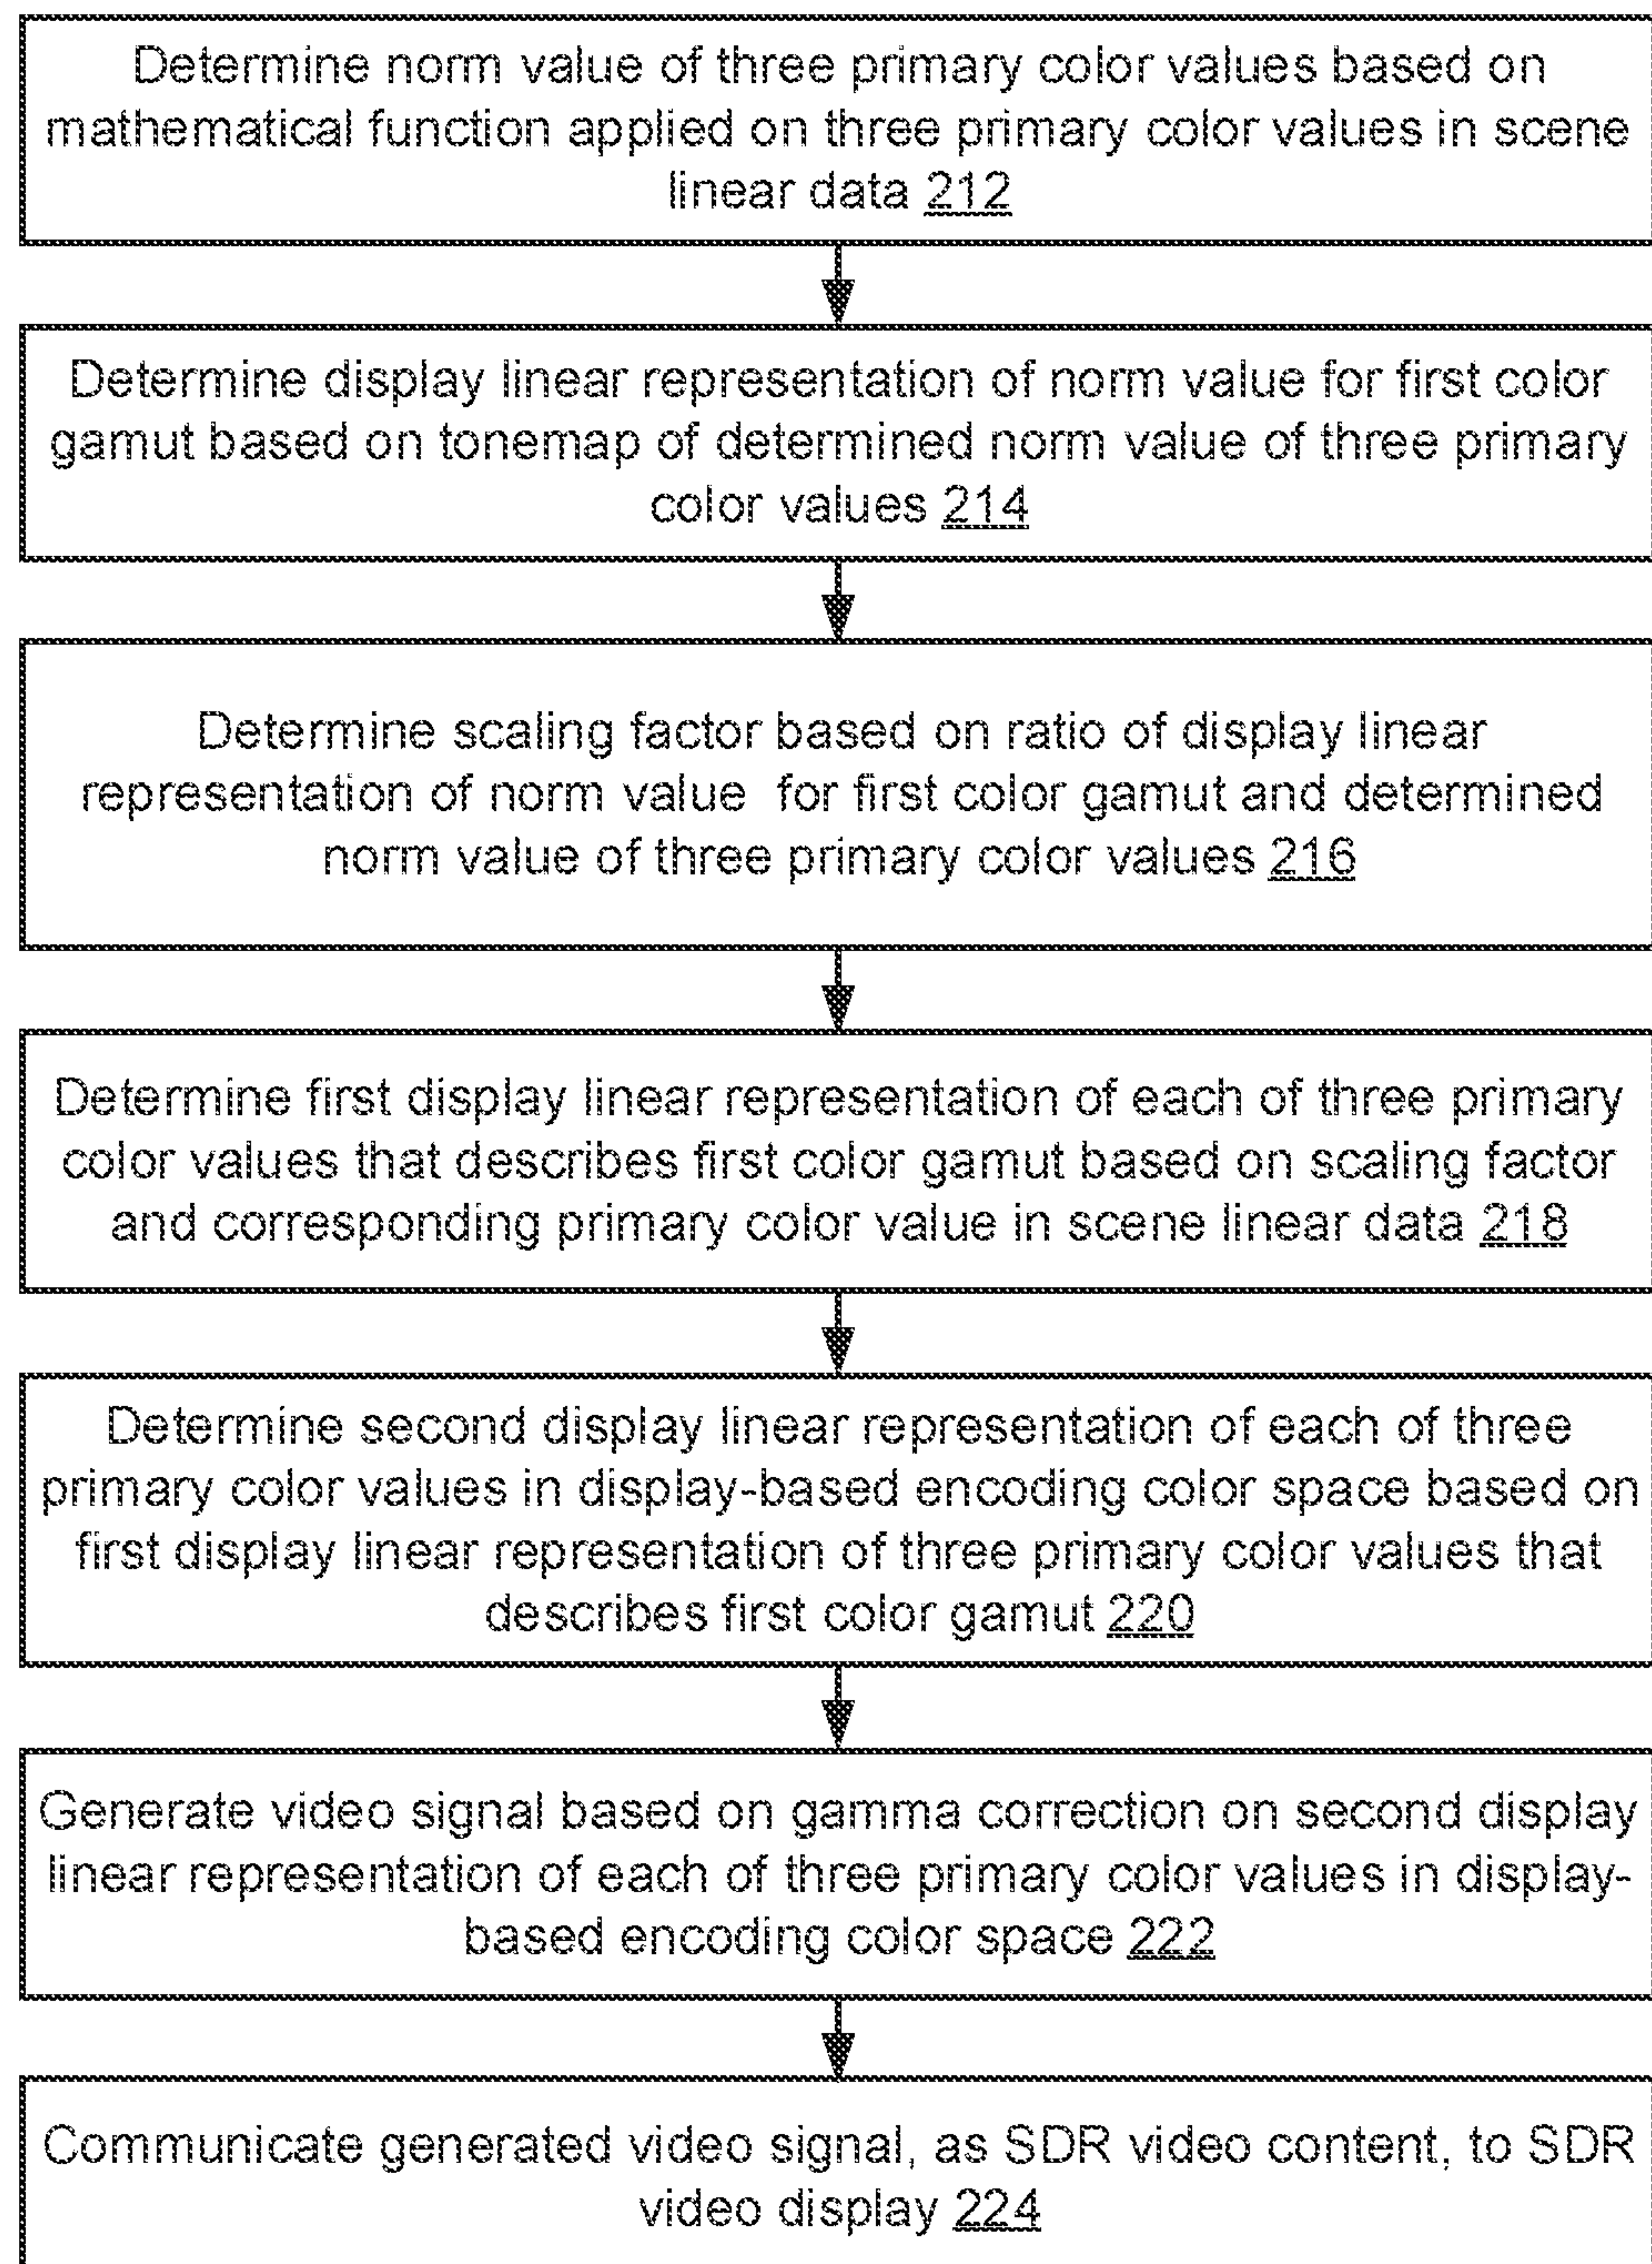 Determine norm value of three primary color values based on
mathematical function applied on three primary color values in scene
linear data 212
Determine display linear representation of norm value for first color
gamut based on tonemap of determined norm value of three primary
color values 214
Determine scaling factor based on ratio of display linear
representation of norm value for first color gamut and determined
norm value of three primary color values 216
Determine first display linear representation of each of three primary
color values that describes first color gamut based on scaling factor
and corresponding primary color value in scene linear data 218
Determine second display linear representation of each of three
primary color values in display-based encoding color space based on
first display linear representation of three primary color values that
describes first color gamut 220
Generate video signal based on gamma correction on second display
linear representation of each of three primary color values in display-
based encoding color space 222
Communicate generated video signal, as SDR video content, to SDR
video display 224